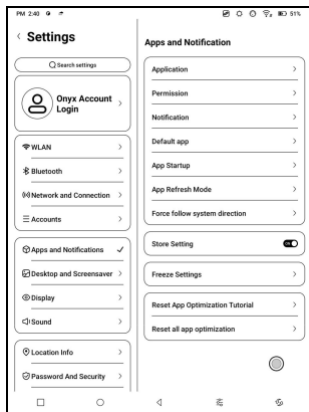 PM 2:40
51%
Settings
Search settings
Onyx Account
Login
WLAN
Bluetooth
Network and Connection
Accounts
Apps and Notifications
Desktop and Screensaver
Display
Sound
Location Info
Password And Security
Apps and Notification
Application
Permission
Notification
Default app
App Startup
App Refresh Mode
Force follow system direction
Store Setting
ON
Freeze Settings
Reset App Optimization Tutorial
Reset all app optimization